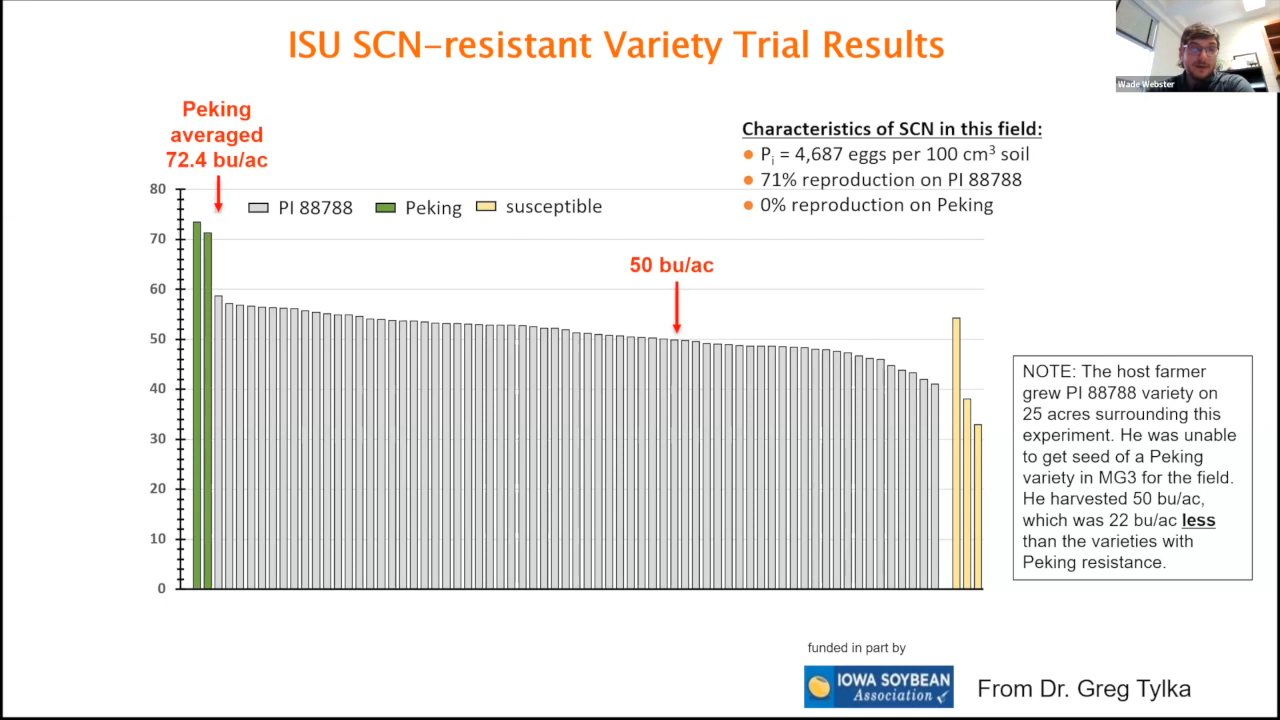 ISU SCN-resistant Variety Trial Results
Wade Webster
Peking
averaged
72.4 bu/ac
Characteristics of SCN in this field:
Pi = 4,687 eggs per 100 cm³ soil
71% reproduction on PI 88788
0% reproduction on Peking
PI 88788
Peking
susceptible
50 bu/ac
80
70
60
50
40
30
20
10
0
NOTE: The host farmer
grew PI 88788 variety on
25 acres surrounding this
experiment. He was unable
to get seed of a Peking
variety in MG3 for the field.
He harvested 50 bu/ac,
which was 22 bu/ac less
than the varieties with
Peking resistance.
funded in part by
IOWA SOYBEAN
Association
From Dr. Greg Tylka